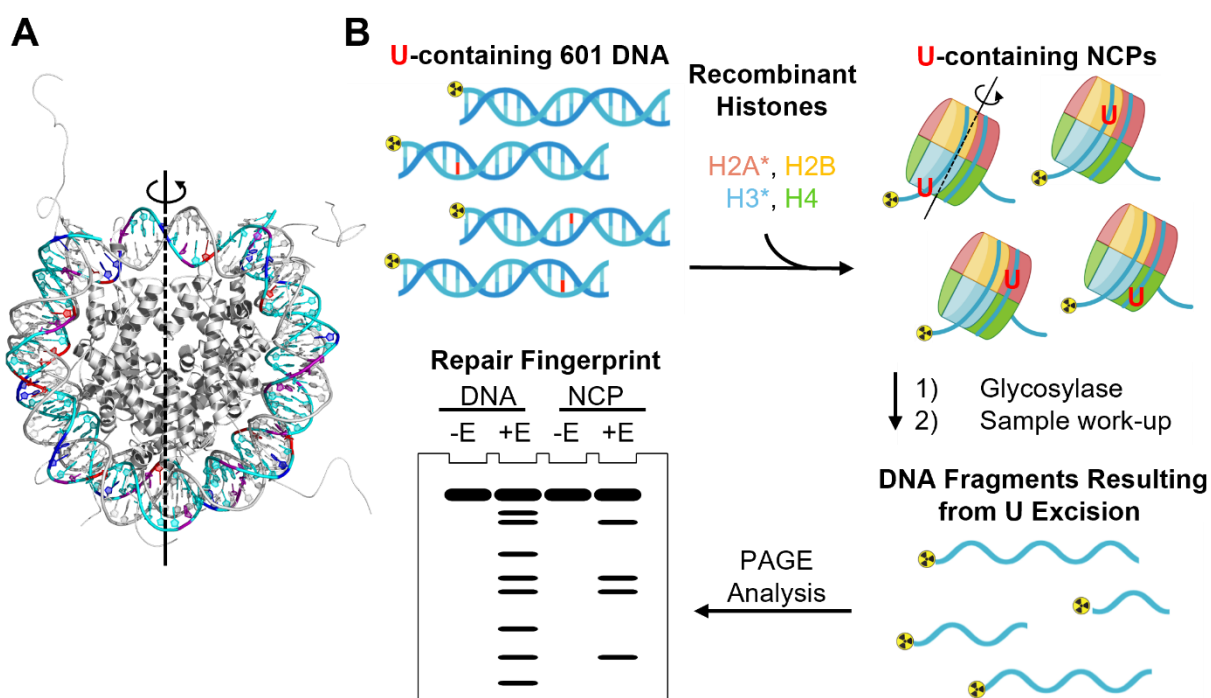 A
B
U-containing 601 DNA
Recombinant
Histones
H2A*, H2B
H3*, H4
U-containing NCPs
U
U
U
U
1) Glycosylase
2) Sample work-up
DNA Fragments Resulting
from U Excision
PAGE
Analysis
Repair Fingerprint
DNA NCP
-E +E -E +E